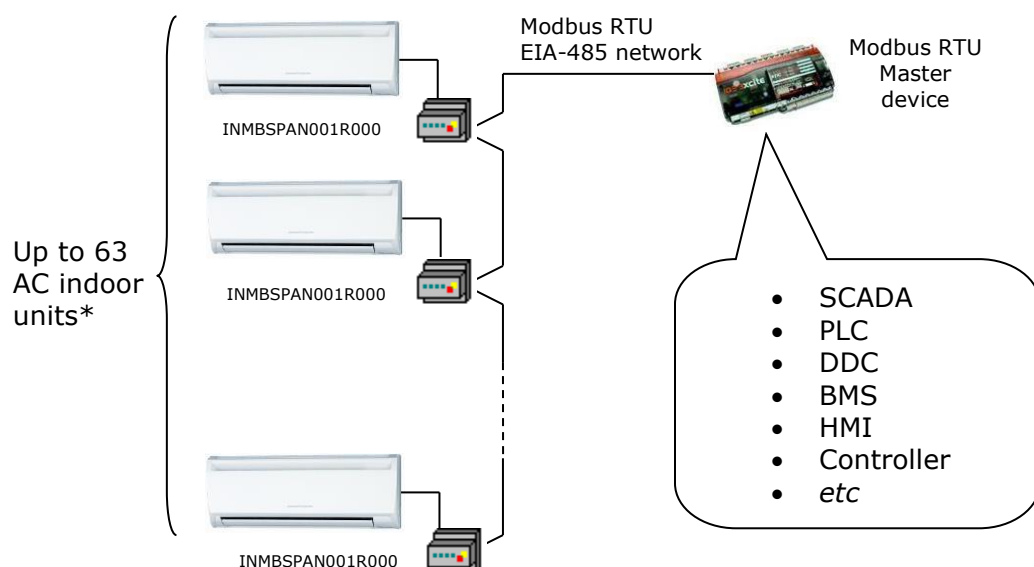 Modbus RTU
EIA-485 network
Modbus RTU
Master
device
INMBSPAN001R000
Up to 63
AC indoor
units*
INMBSPAN001R000
INMBSPAN001R000
• SCADA
• PLC
• DDC
• BMS
• HMI
• Controller
• etc